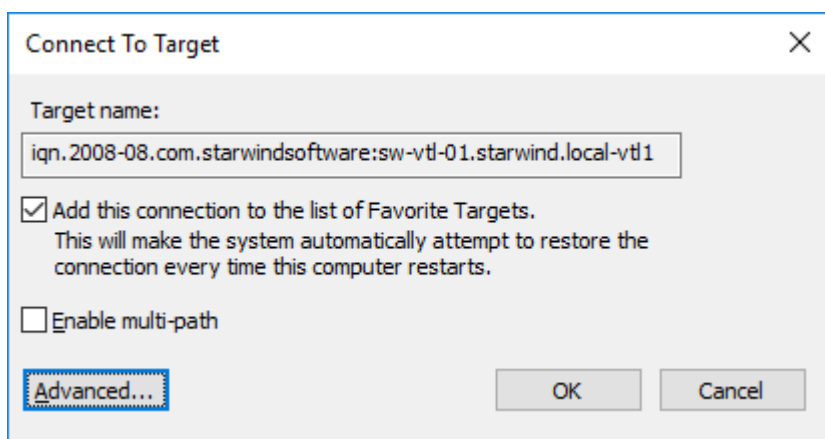 Connect To Target
Target name:
iqn.2008-08.com.starwindsoftware:sw-vtl-01.starwind.local-vtl1
Add this connection to the list of Favorite Targets.
This will make the system automatically attempt to restore the
connection every time this computer restarts.
Enable multi-path
Advanced...
OK
Cancel